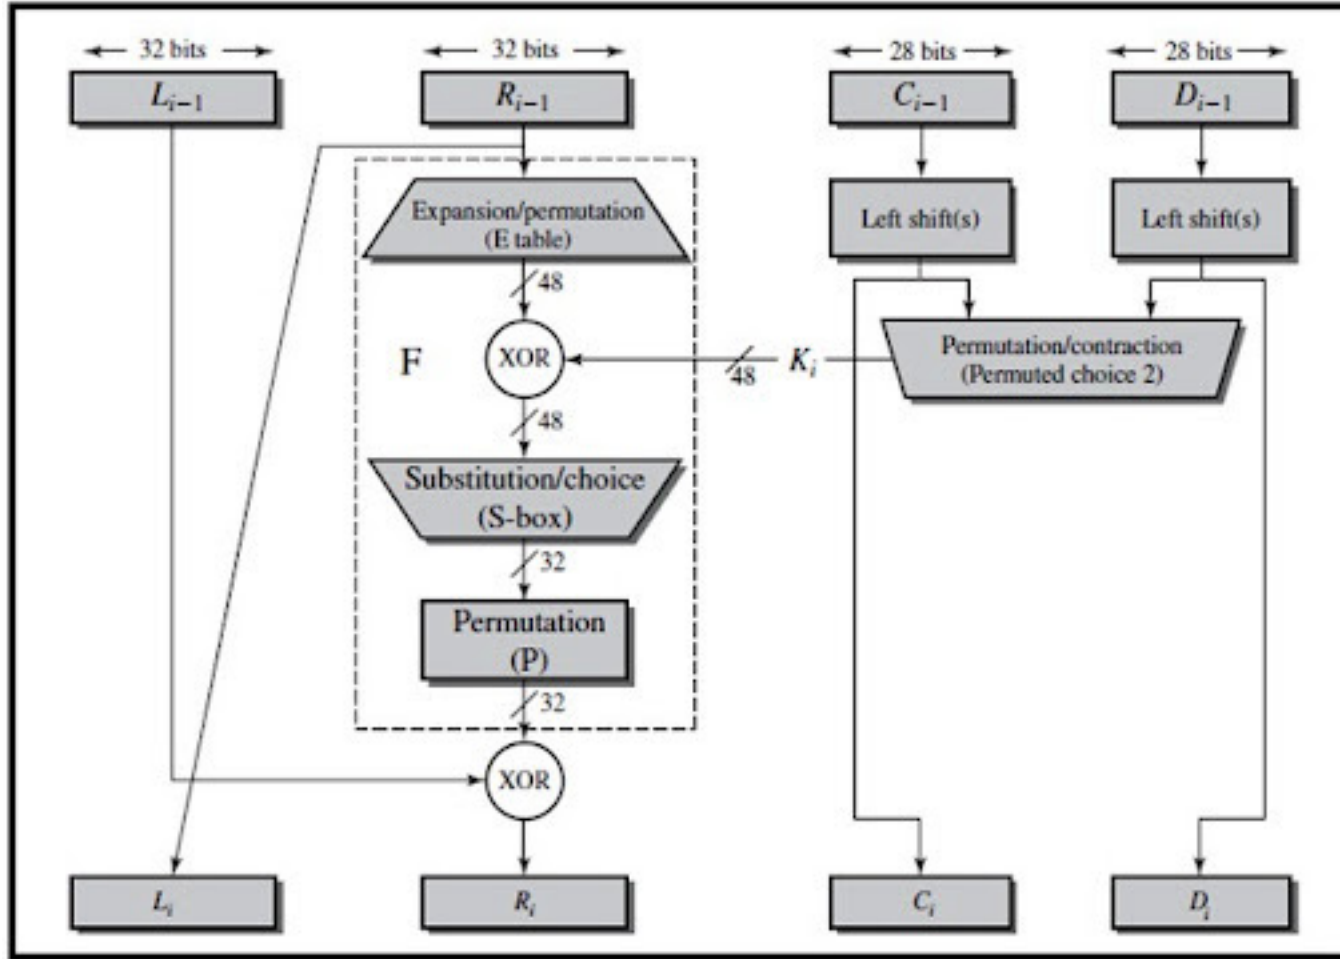 32 bits
32 bits
28 bits
28 bits
L_{i-1}
R_{i-1}
C_{i-1}
D_{i-1}
Expansion/permutation
(E table)
Left shift(s)
Left shift(s)
48
F
XOR
48
K_i
Permutation/contraction
(Permuted choice 2)
48
Substitution/choice
(S-box)
32
Permutation
(P)
32
XOR
L_i
R_i
C_i
D_i